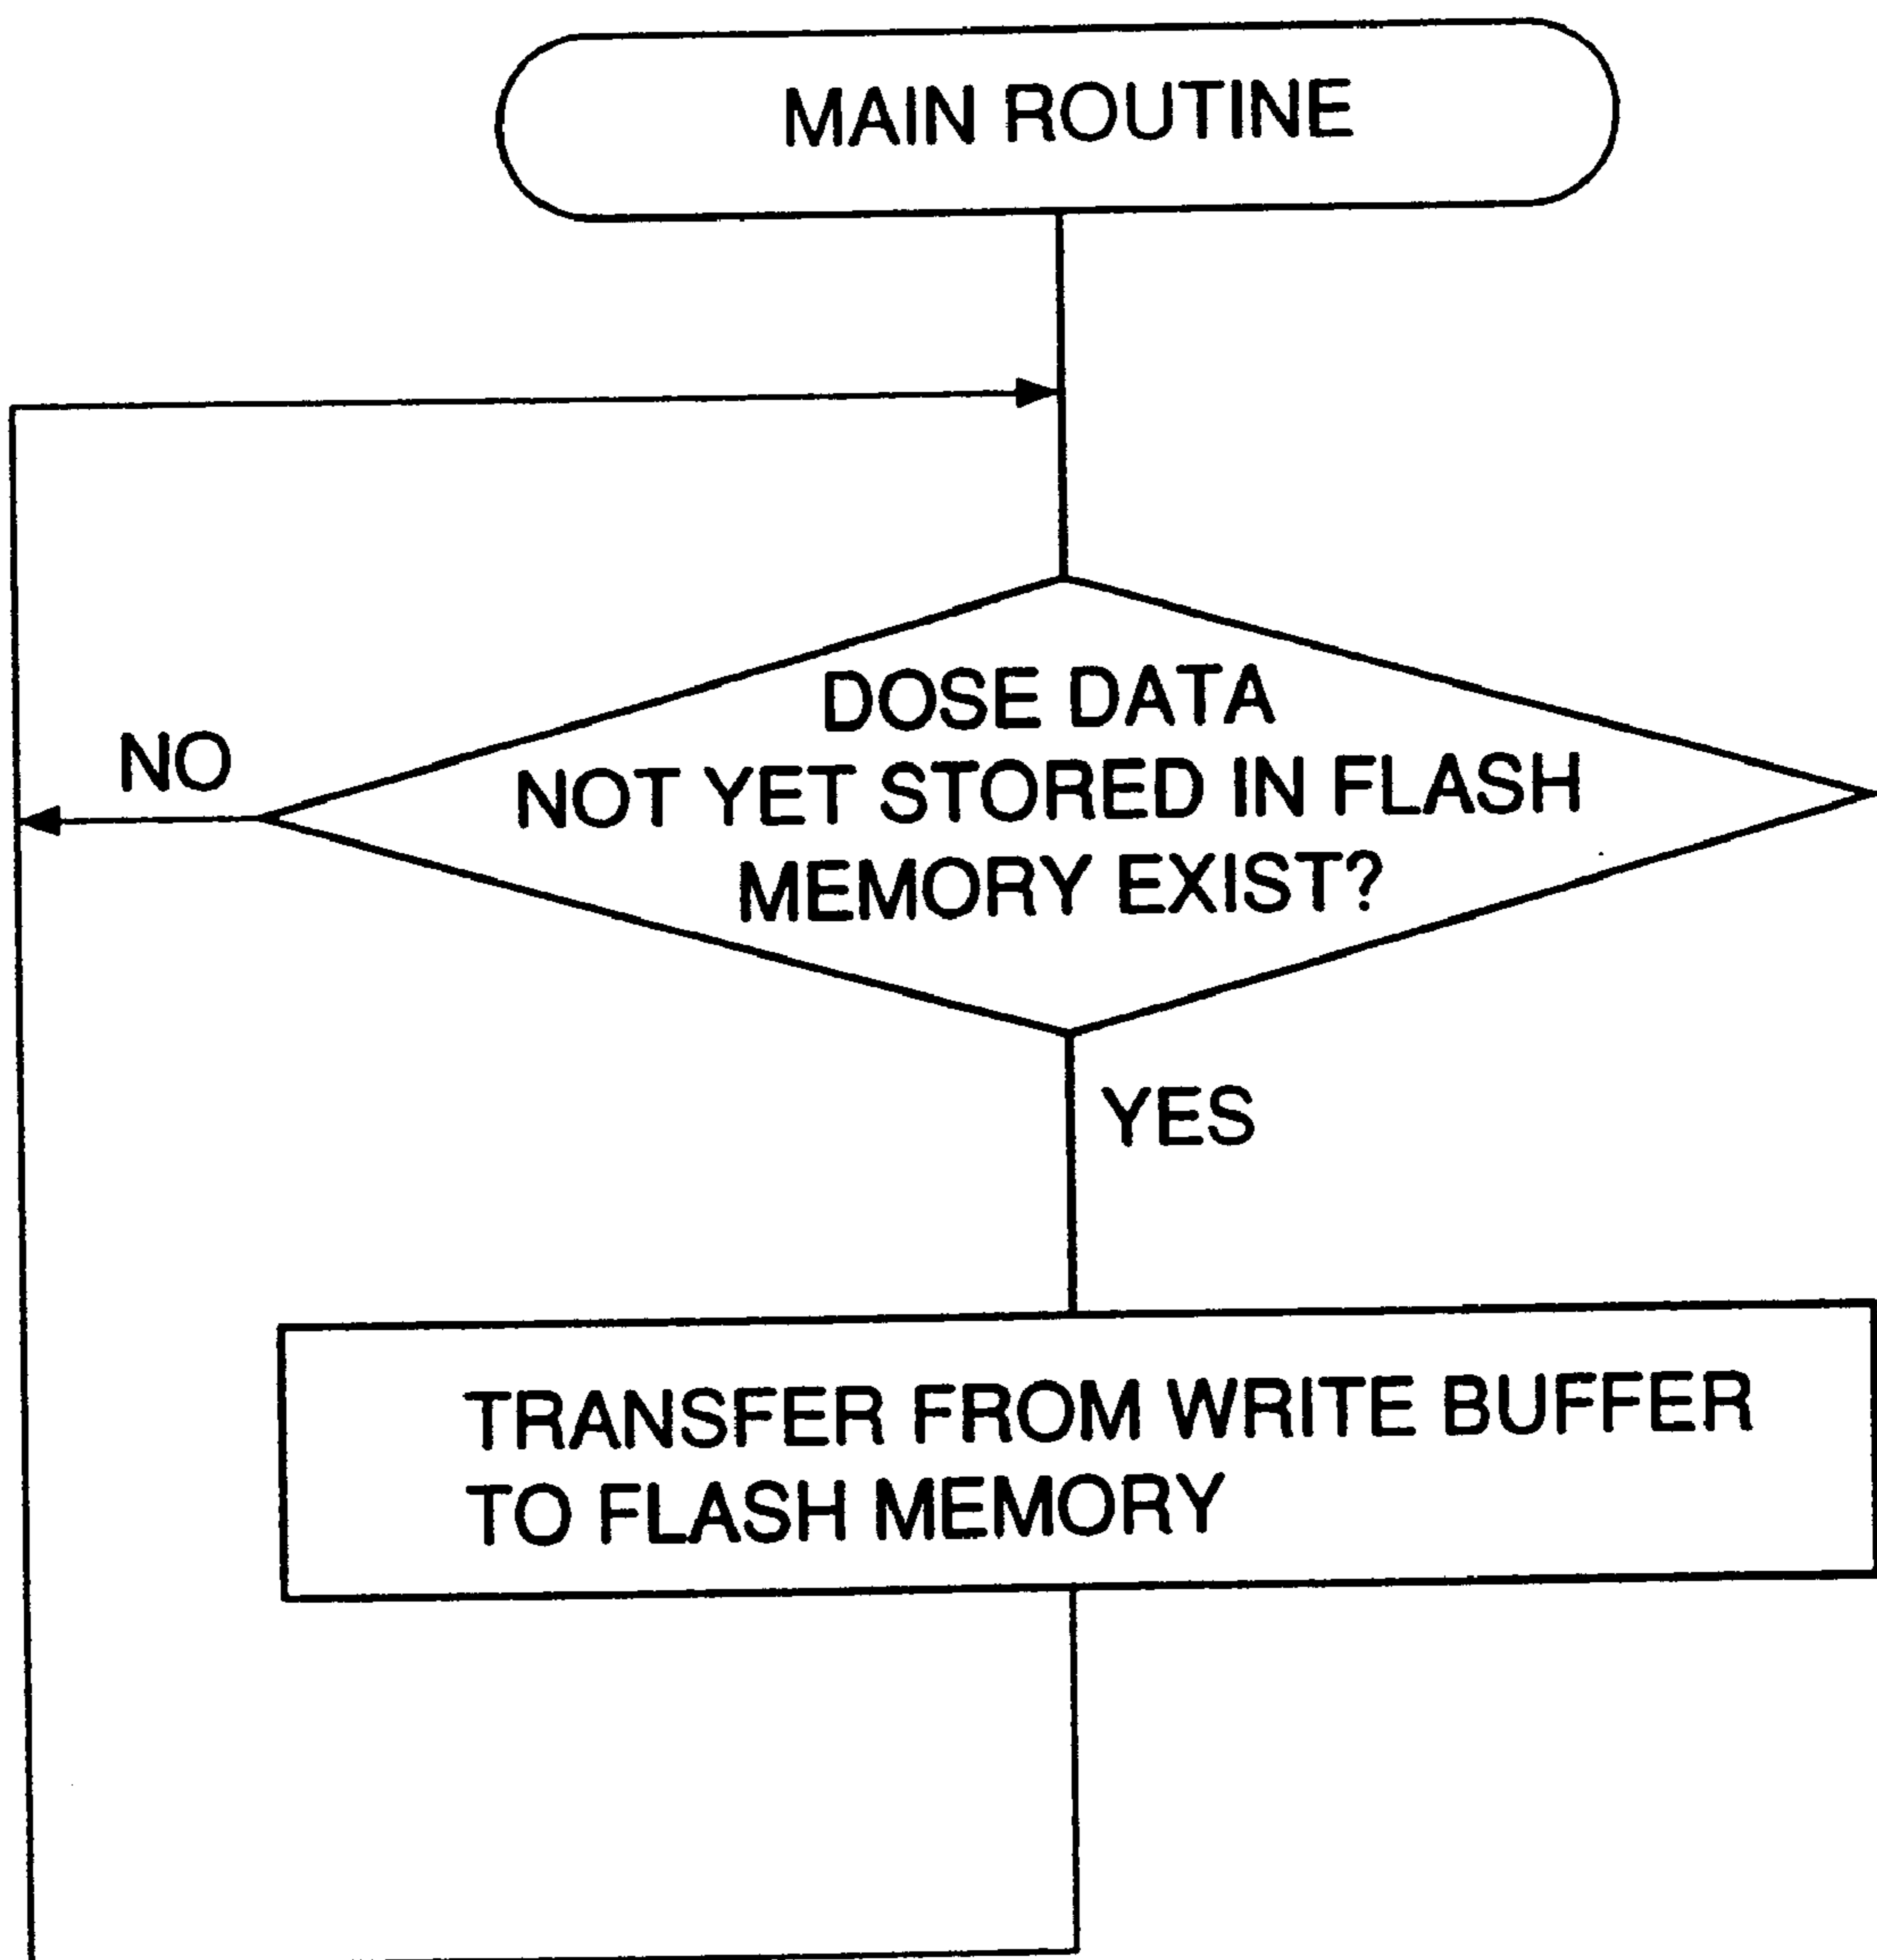 MAIN ROUTINE
DOSE DATA
NOT YET STORED IN FLASH
MEMORY EXIST?
NO
YES
TRANSFER FROM WRITE BUFFER
TO FLASH MEMORY